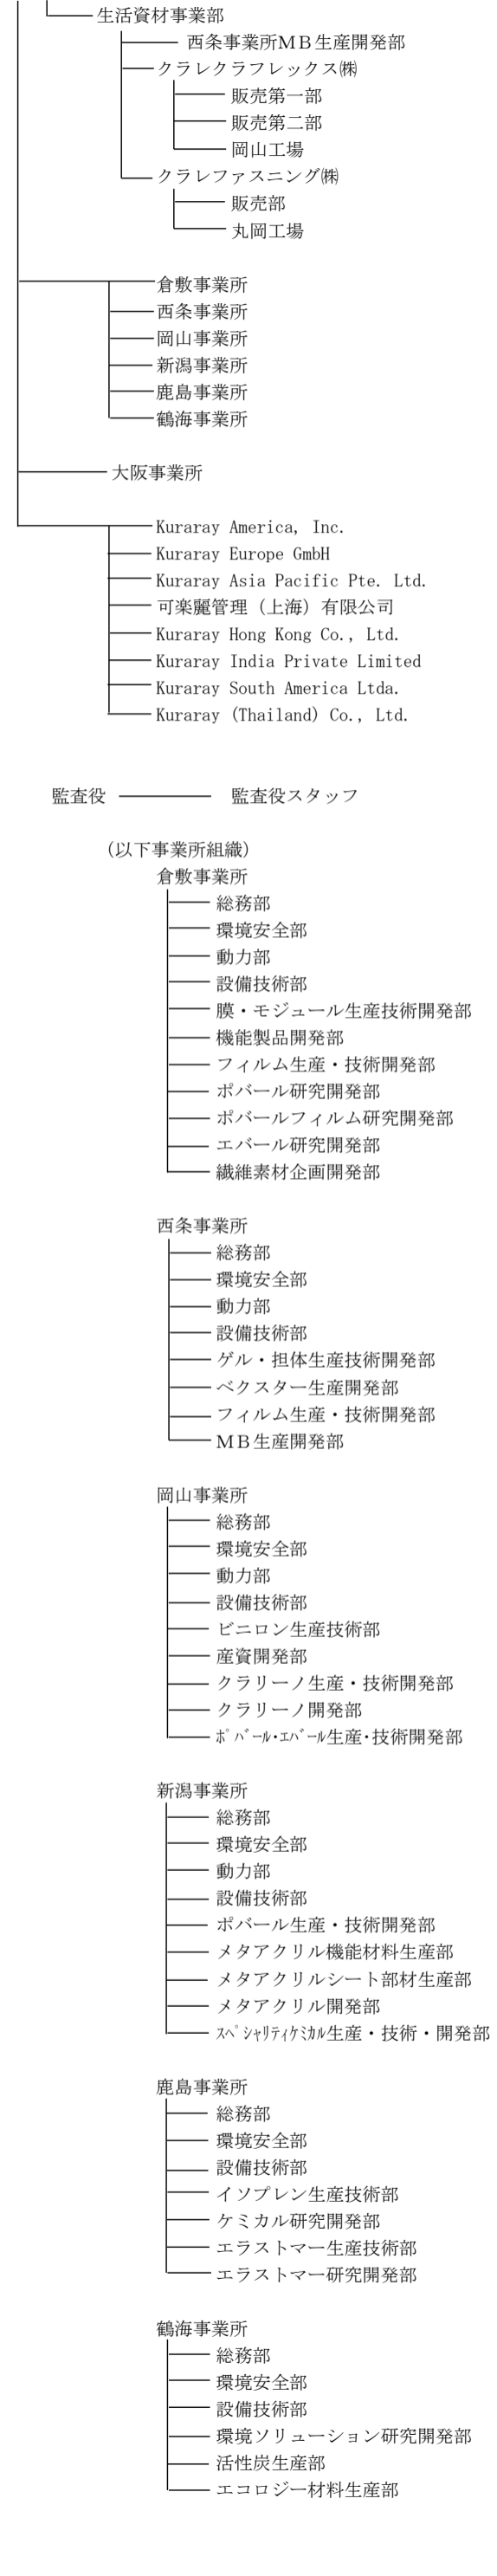 生活資材事業部
西条事業所ＭＢ生産開発部
クラレクラフレックス㈱
販売第一部
販売第二部
岡山工場
クラレファスニング㈱
販売部
丸岡工場
倉敷事業所
西条事業所
岡山事業所
新潟事業所
鹿島事業所
鶴海事業所
大阪事業所
Kuraray America, Inc.
Kuraray Europe GmbH
Kuraray Asia Pacific Pte. Ltd.
可楽麗管理（上海）有限公司
Kuraray Hong Kong Co., Ltd.
Kuraray India Private Limited
Kuraray South America Ltda.
Kuraray (Thailand) Co., Ltd.
監査役 監査役スタッフ
（以下事業所組織）
倉敷事業所
総務部
環境安全部
動力部
設備技術部
膜・モジュール生産技術開発部
機能製品開発部
フィルム生産・技術開発部
ポバール研究開発部
ポバールフィルム研究開発部
エバール研究開発部
繊維素材企画開発部
西条事業所
総務部
環境安全部
動力部
設備技術部
ゲル・担体生産技術開発部
ベクスター生産開発部
フィルム生産・技術開発部
ＭＢ生産開発部
岡山事業所
総務部
環境安全部
動力部
設備技術部
ビニロン生産技術部
産資開発部
クラリーノ生産・技術開発部
クラリーノ開発部
ﾎﾟﾊﾞｰﾙ･ｴﾊﾞｰﾙ生産･技術開発部
新潟事業所
総務部
環境安全部
動力部
設備技術部
ポバール生産・技術開発部
メタアクリル機能材料生産部
メタアクリルシート部材生産部
メタアクリル開発部
ｽﾍﾟｼｬﾘﾃｨｹﾐｶﾙ生産・技術・開発部
鹿島事業所
総務部
環境安全部
設備技術部
イソプレン生産技術部
ケミカル研究開発部
エラストマー生産技術部
エラストマー研究開発部
鶴海事業所
総務部
環境安全部
設備技術部
環境ソリューション研究開発部
活性炭生産部
エコロジー材料生産部